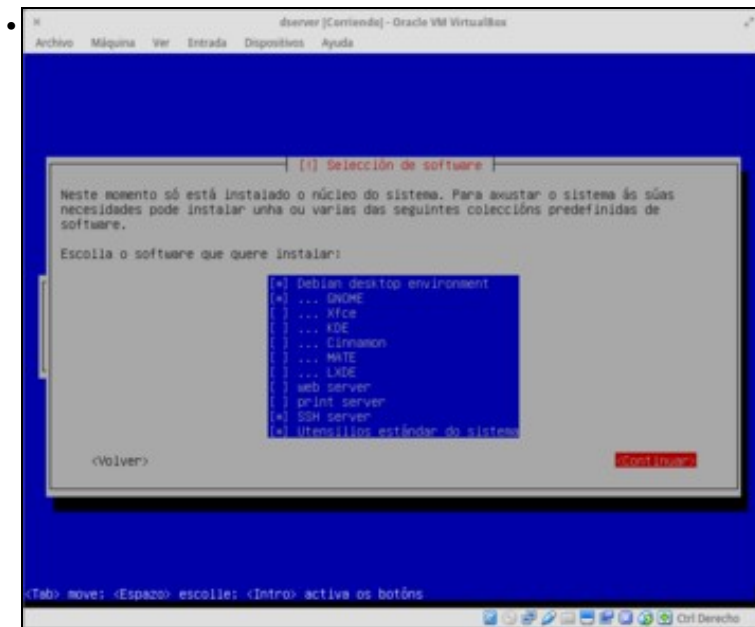 dserver [Corriendo] - Oracle VM VirtualBox
Archivo Máquina Ver Entrada Dispositivos Ayuda
[!] Selección de software
Neste momento só está instalado o núcleo do sistema. Para axustar o sistema ás súas
necesidades pode instalar unha ou varias das seguintes coleccións predefinidas de
software.
Escolla o software que quere instalar:
[*] Debian desktop environment
[*] ... GNOME
[ ] ... Xfce
[ ] ... KDE
[ ] ... Cinnamon
[ ] ... MATE
[ ] ... LXDE
[ ] web server
[ ] print server
[*] SSH server
[*] Utensilios estándar do sistema
<Volver> <Continuar>
<Tab> move; <Espazo> escolle; <Intro> activa os botóns
Ctrl Derecho